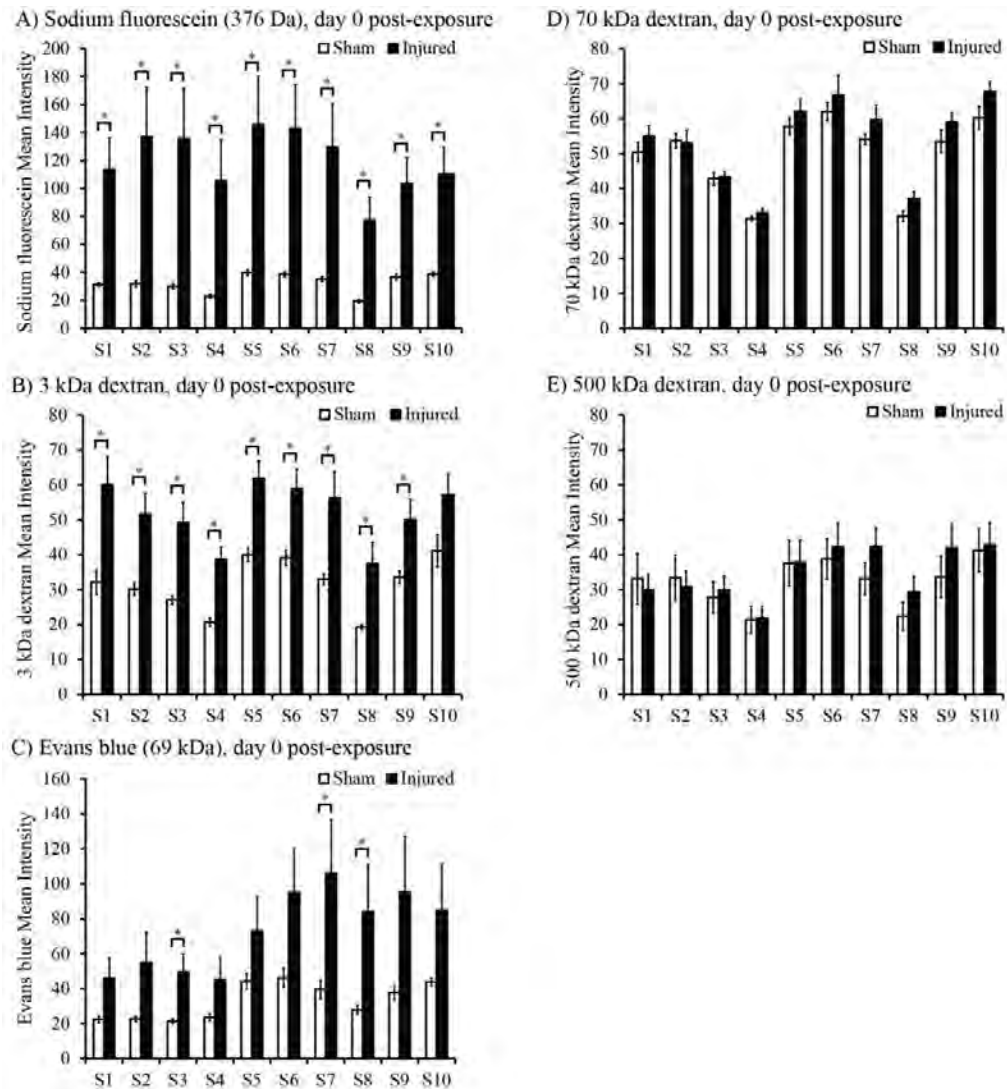 A) Sodium fluorescein (376 Da), day 0 post-exposure
Sham Injured
Sodium fluorescein Mean Intensity
200
180
160
140
120
100
80
60
40
20
0
* * * * * * * * * *
S1 S2 S3 S4 S5 S6 S7 S8 S9 S10
B) 3 kDa dextran, day 0 post-exposure
Sham Injured
3 kDa dextran Mean Intensity
80
70
60
50
40
30
20
10
0
* * * * * * * * *
S1 S2 S3 S4 S5 S6 S7 S8 S9 S10
C) Evans blue (69 kDa), day 0 post-exposure
Sham Injured
Evans blue Mean Intensity
160
140
120
100
80
60
40
20
0
* * *
S1 S2 S3 S4 S5 S6 S7 S8 S9 S10
D) 70 kDa dextran, day 0 post-exposure
Sham Injured
70 kDa dextran Mean Intensity
80
70
60
50
40
30
20
10
0
S1 S2 S3 S4 S5 S6 S7 S8 S9 S10
E) 500 kDa dextran, day 0 post-exposure
Sham Injured
500 kDa dextran Mean Intensity
80
70
60
50
40
30
20
10
0
S1 S2 S3 S4 S5 S6 S7 S8 S9 S10